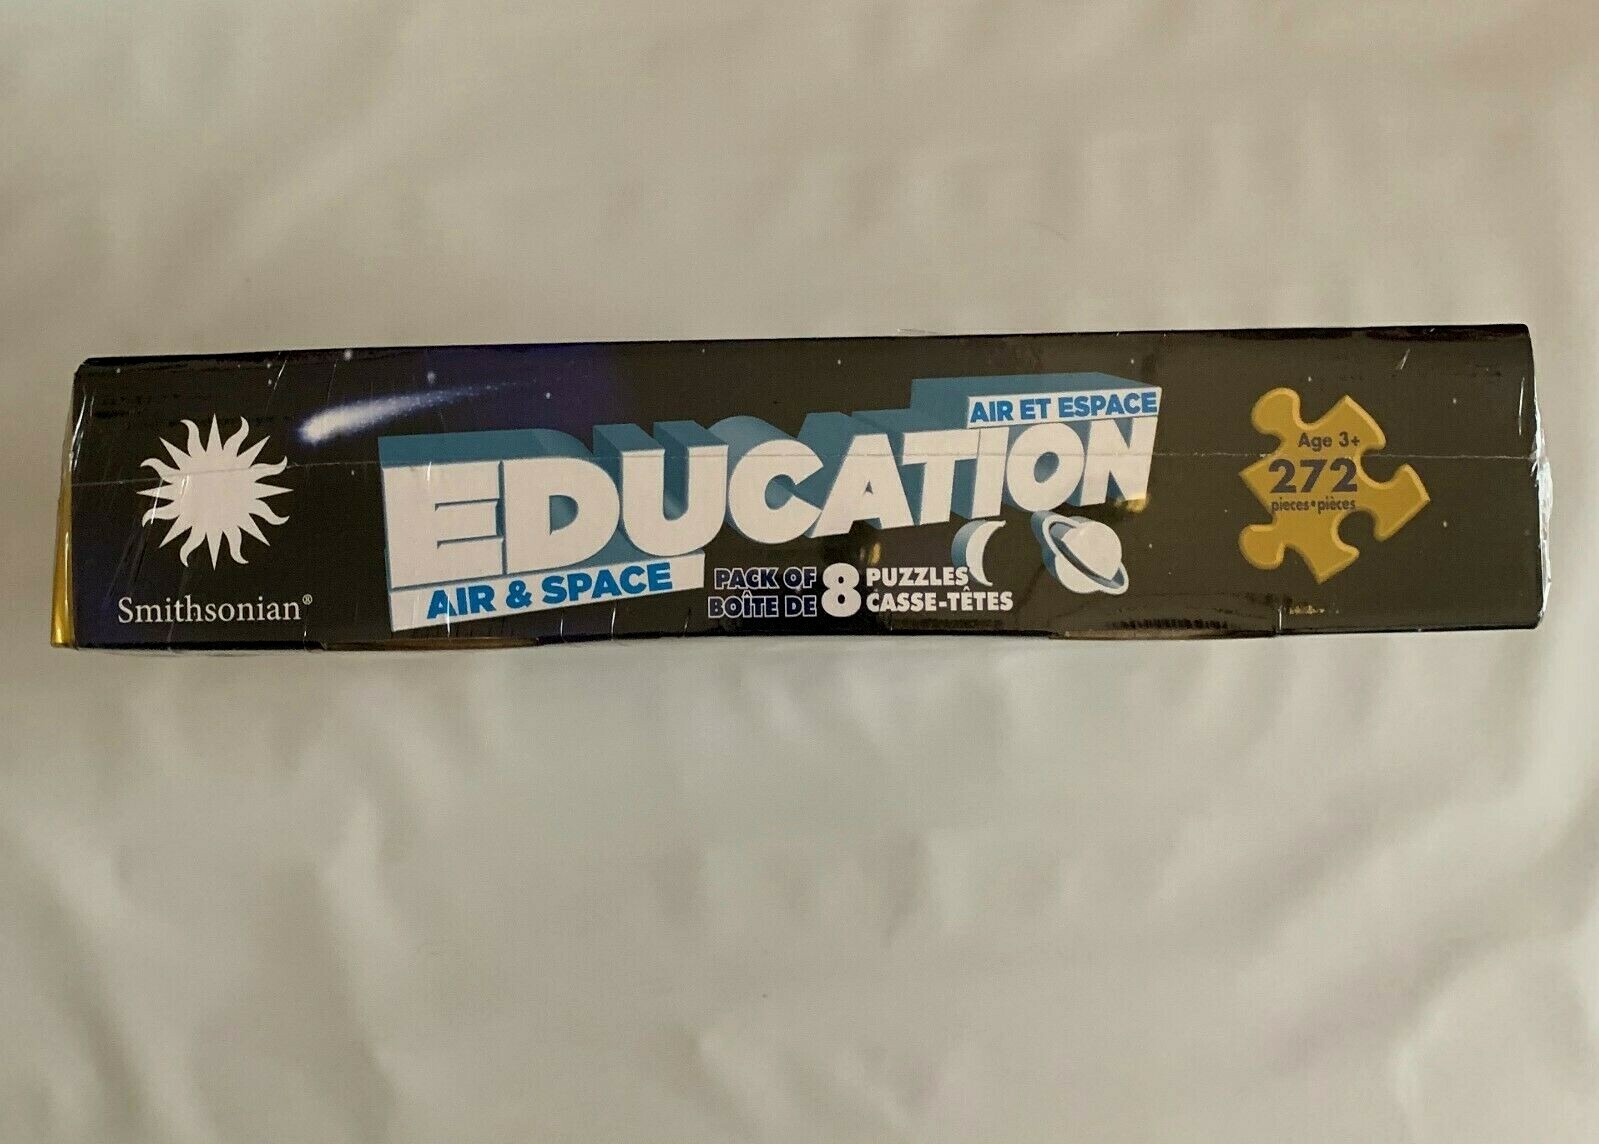 Smithsonian®
AIR ET ESPACE
EDUCATION
AIR & SPACE
PACK OF 8 PUZZLES
BOÎTE DE CASSE-TÊTES
Age 3+
272
pieces•pièces